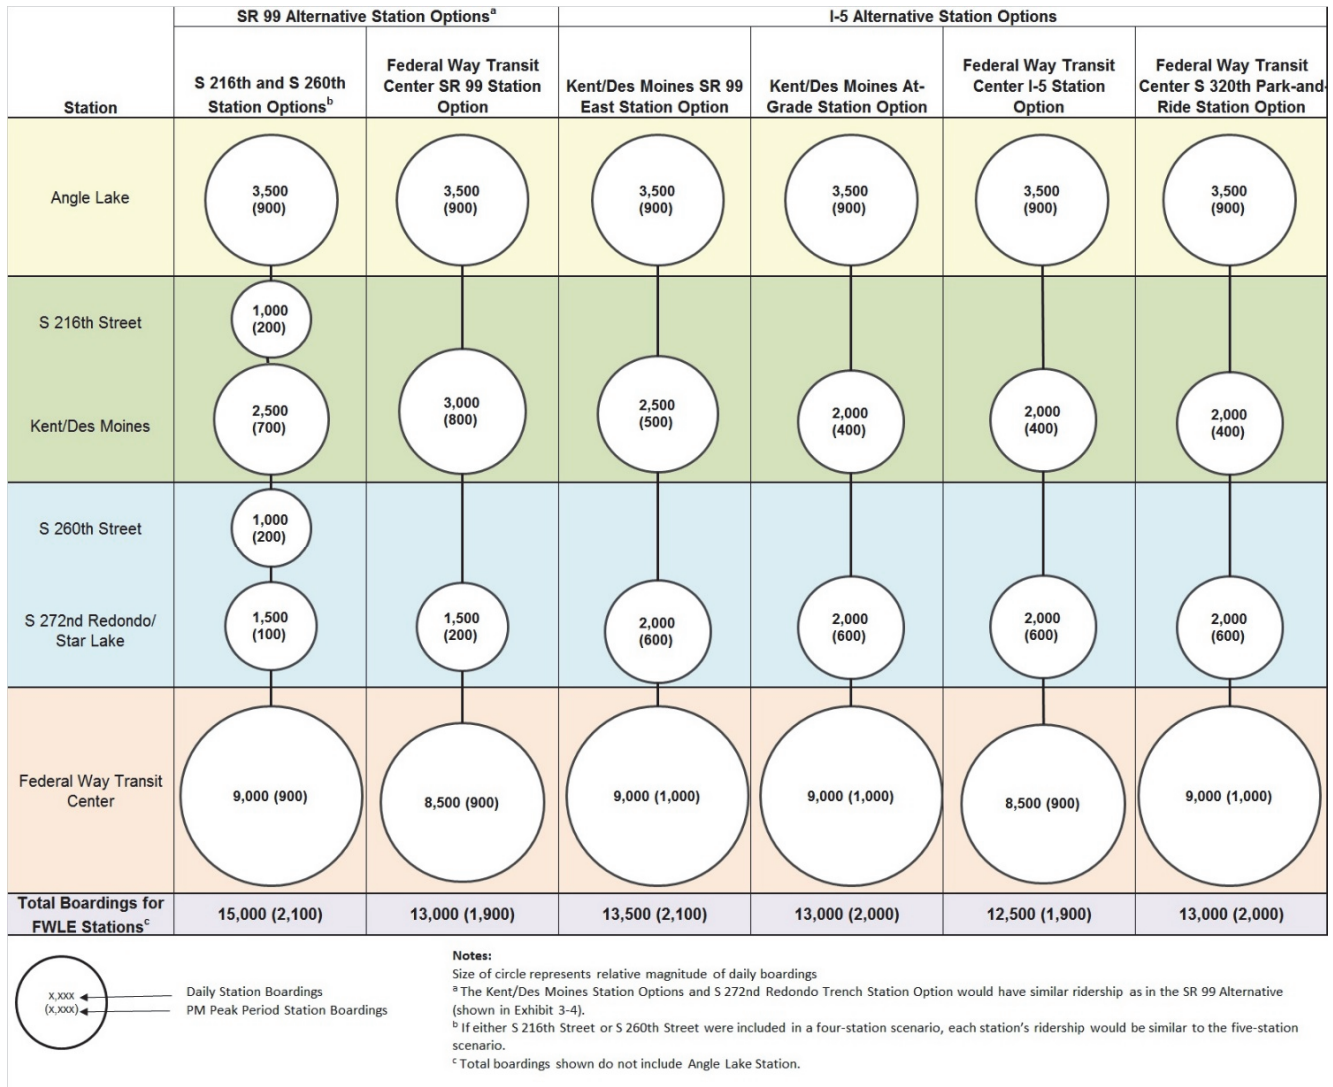 SR 99 Alternative Station Optionsᵃ I-5 Alternative Station Options
Station
S 216th and S 260th
Station Optionsᵇ
Federal Way Transit
Center SR 99 Station
Option
Kent/Des Moines SR 99
East Station Option
Kent/Des Moines At-
Grade Station Option
Federal Way Transit
Center I-5 Station
Option
Federal Way Transit
Center S 320th Park-and-
Ride Station Option
Angle Lake
3,500
(900)
3,500
(900)
3,500
(900)
3,500
(900)
3,500
(900)
3,500
(900)
S 216th Street
1,000
(200)
Kent/Des Moines
2,500
(700)
3,000
(800)
2,500
(500)
2,000
(400)
2,000
(400)
2,000
(400)
S 260th Street
1,000
(200)
S 272nd Redondo/
Star Lake
1,500
(100)
1,500
(200)
2,000
(600)
2,000
(600)
2,000
(600)
2,000
(600)
Federal Way Transit
Center
9,000 (900)
8,500 (900)
9,000 (1,000)
9,000 (1,000)
8,500 (900)
9,000 (1,000)
Total Boardings for
FWLE Stationsᶜ
15,000 (2,100)
13,000 (1,900)
13,500 (2,100)
13,000 (2,000)
12,500 (1,900)
13,000 (2,000)
x,xxx
(x,xxx)
Daily Station Boardings
PM Peak Period Station Boardings
Notes:
Size of circle represents relative magnitude of daily boardings
ᵃ The Kent/Des Moines Station Options and S 272nd Redondo Trench Station Option would have similar ridership as in the SR 99 Alternative
(shown in Exhibit 3-4).
ᵇ If either S 216th Street or S 260th Street were included in a four-station scenario, each station's ridership would be similar to the five-station
scenario.
ᶜ Total boardings shown do not include Angle Lake Station.